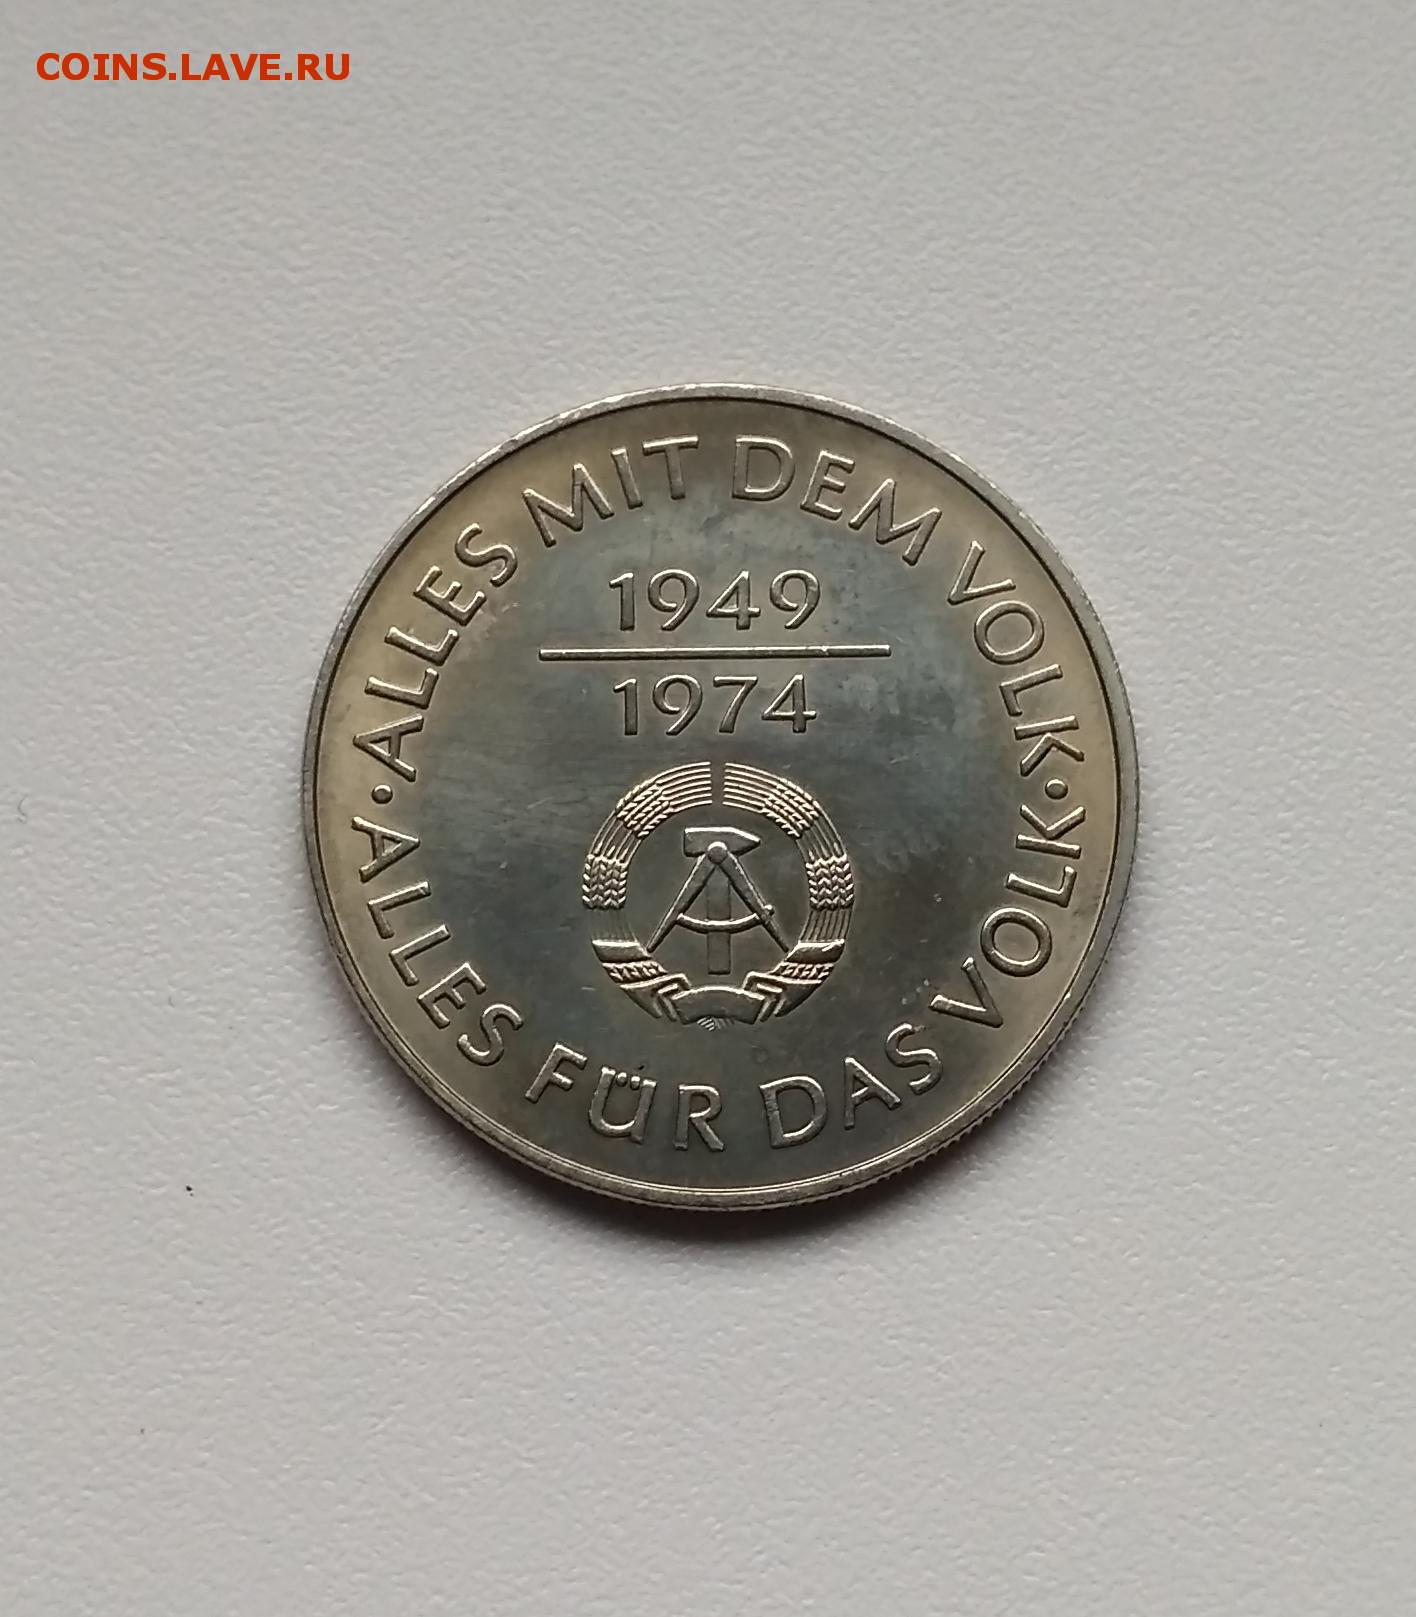 COINS.LAVE.RU
· ALLES MIT DEM VOLK ·
1949
1974
ALLES FÜR DAS VOLK